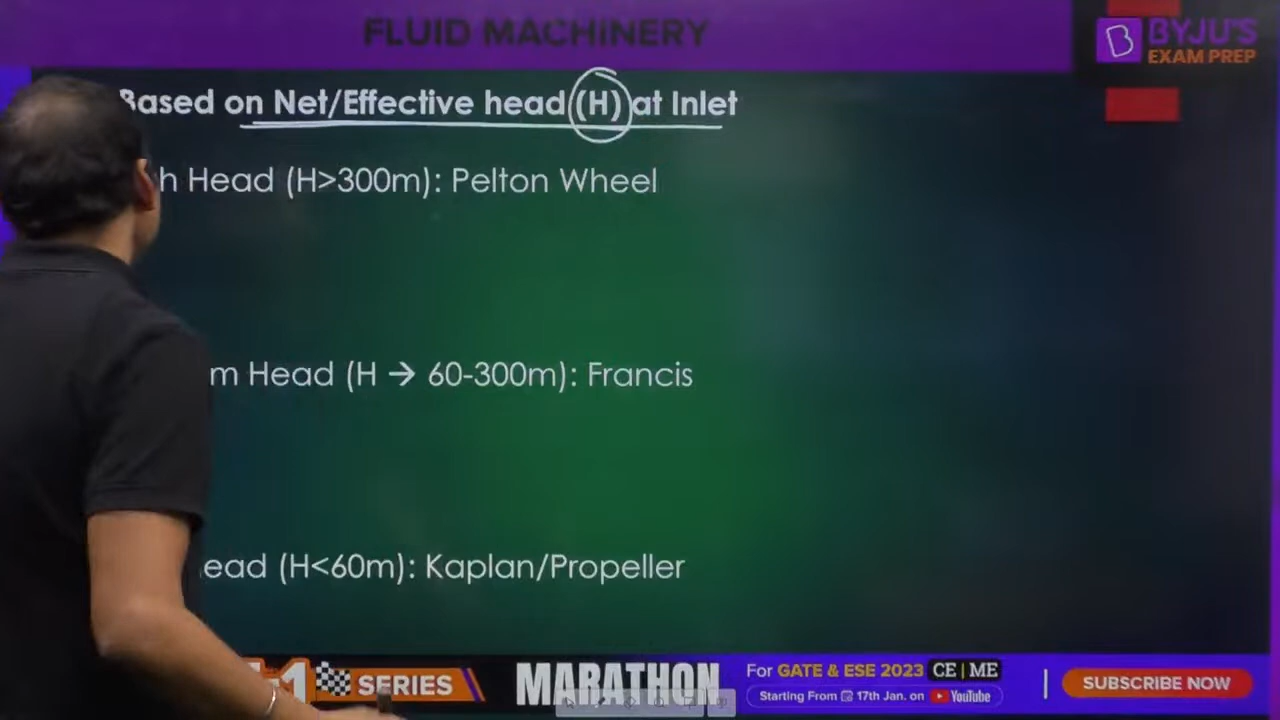 FLUID MACHINERY
BYJU'S
EXAM PREP
Based on Net/Effective head (H) at Inlet
h Head (H>300m): Pelton Wheel
m Head (H → 60-300m): Francis
ead (H<60m): Kaplan/Propeller
SERIES
MARATHON
For GATE & ESE 2023 CE | ME
Starting From 17th Jan. on YouTube
SUBSCRIBE NOW